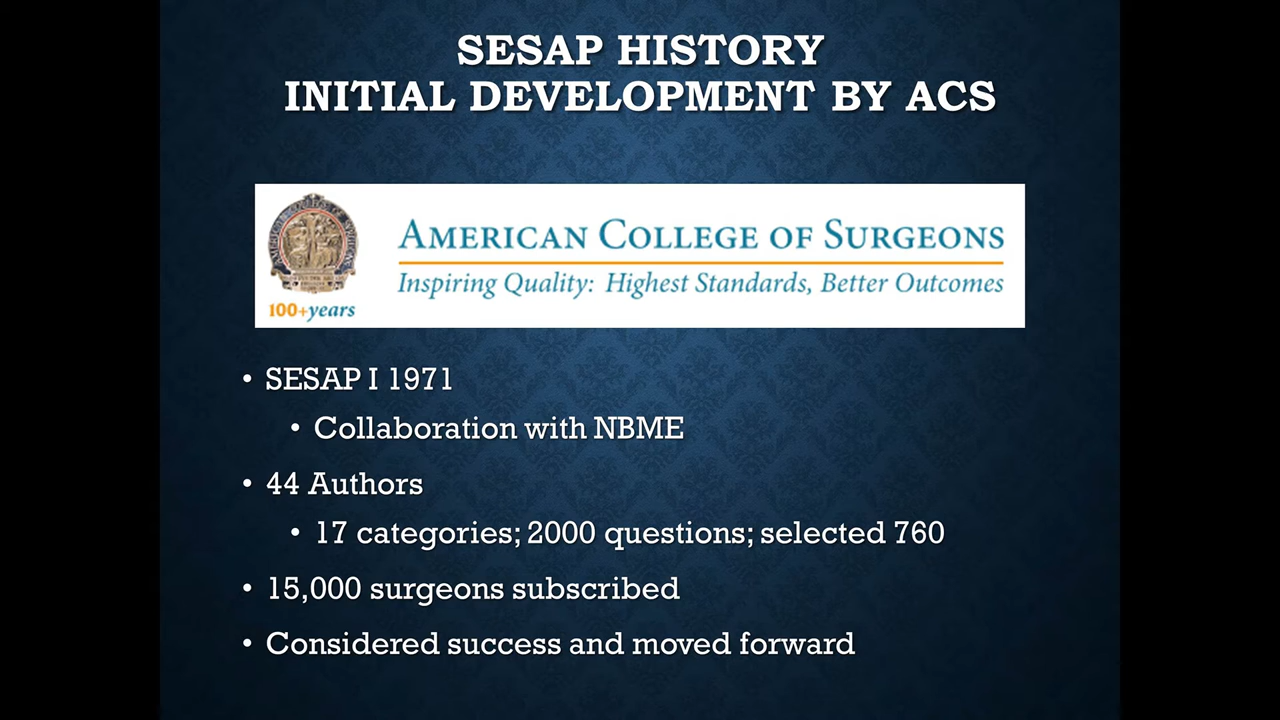 SESAP HISTORY
INITIAL DEVELOPMENT BY ACS
AMERICAN COLLEGE OF SURGEONS
Inspiring Quality: Highest Standards, Better Outcomes
100+years
• SESAP I 1971
• Collaboration with NBME
• 44 Authors
• 17 categories; 2000 questions; selected 760
• 15,000 surgeons subscribed
• Considered success and moved forward